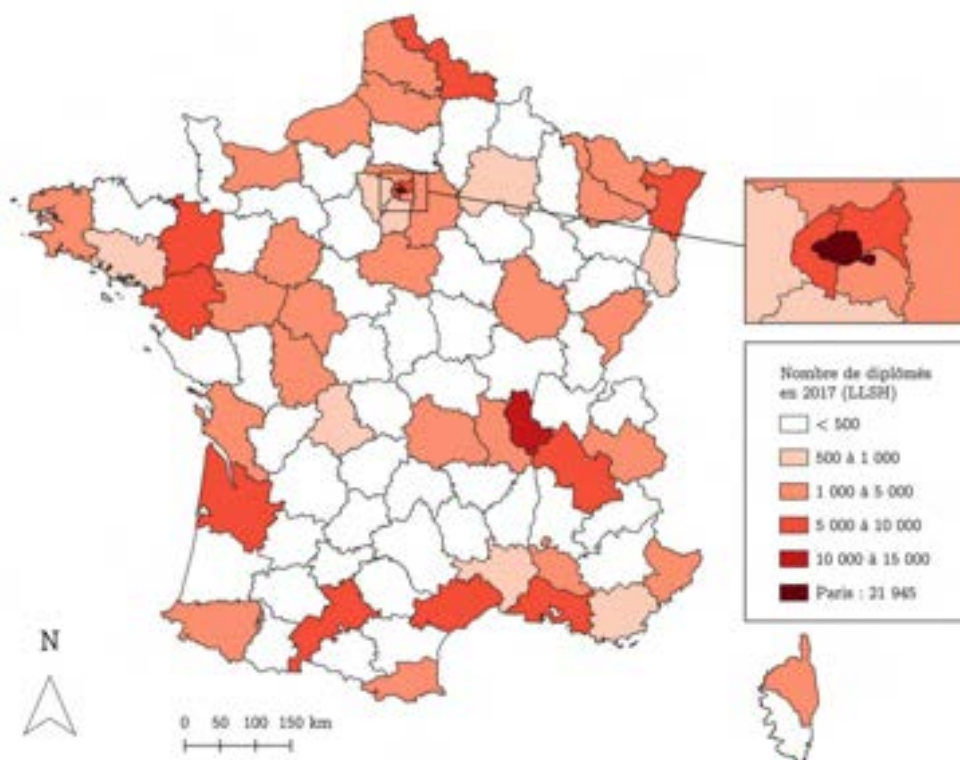 Nombre de diplômés
en 2017 (LLSH)
< 500
500 à 1 000
1 000 à 5 000
5 000 à 10 000
10 000 à 15 000
Paris : 21 945
N
0 50 100 150 km